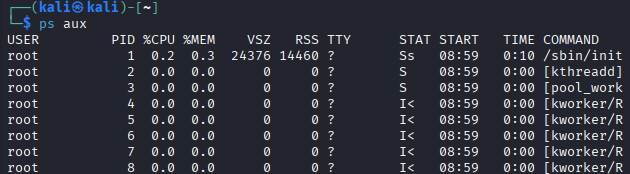 ┌──(kali㉿kali)-[~]
└─$ ps aux
USER         PID %CPU %MEM    VSZ   RSS TTY      STAT START   TIME COMMAND
root           1  0.2  0.3  24376 14460 ?        Ss   08:59   0:10 /sbin/init
root           2  0.0  0.0      0     0 ?        S    08:59   0:00 [kthreadd]
root           3  0.0  0.0      0     0 ?        S    08:59   0:00 [pool_work
root           4  0.0  0.0      0     0 ?        I<   08:59   0:00 [kworker/R
root           5  0.0  0.0      0     0 ?        I<   08:59   0:00 [kworker/R
root           6  0.0  0.0      0     0 ?        I<   08:59   0:00 [kworker/R
root           7  0.0  0.0      0     0 ?        I<   08:59   0:00 [kworker/R
root           8  0.0  0.0      0     0 ?        I<   08:59   0:00 [kworker/R